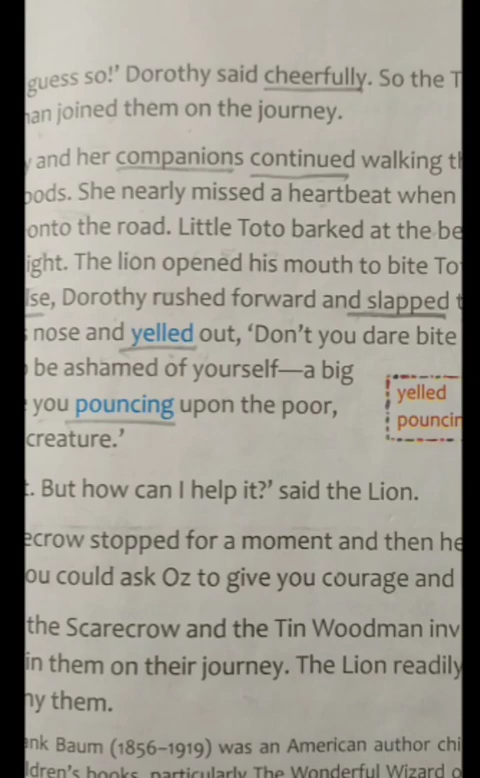 guess so!' Dorothy said cheerfully. So the T
an joined them on the journey.
and her companions continued walking th
ods. She nearly missed a heartbeat when
onto the road. Little Toto barked at the be
ight. The lion opened his mouth to bite To
lse, Dorothy rushed forward and slapped t
nose and yelled out, 'Don't you dare bite
be ashamed of yourself—a big
you pouncing upon the poor,
creature.'
yelled
pouncin
. But how can I help it?' said the Lion.
ecrow stopped for a moment and then he
ou could ask Oz to give you courage and
the Scarecrow and the Tin Woodman inv
in them on their journey. The Lion readily
ny them.
ank Baum (1856–1919) was an American author chi
ldren's books, particularly The Wonderful Wizard o